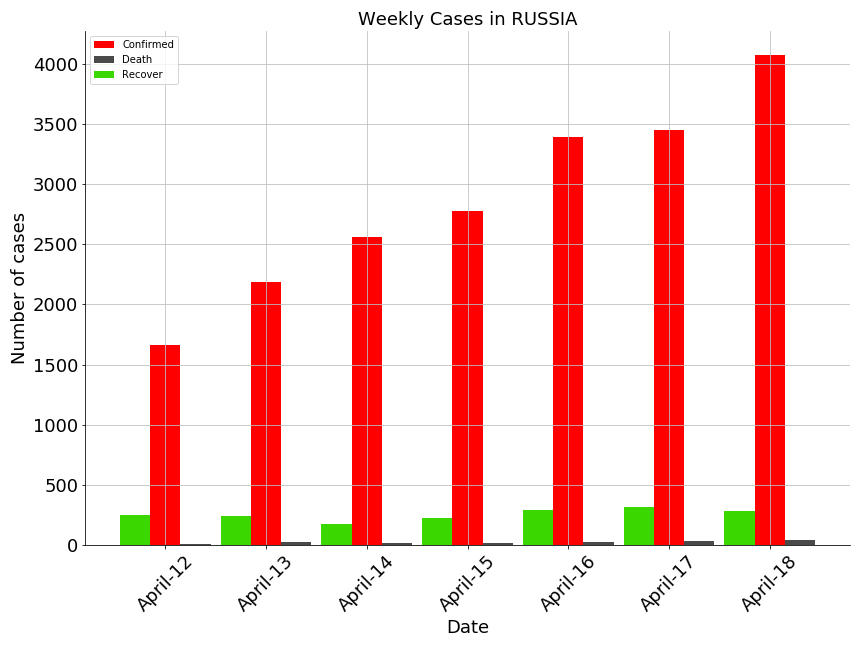 Weekly Cases in RUSSIA
Confirmed
Death
Recover
Number of cases
4000
3500
3000
2500
2000
1500
1000
500
0
April-12
April-13
April-14
April-15
April-16
April-17
April-18
Date